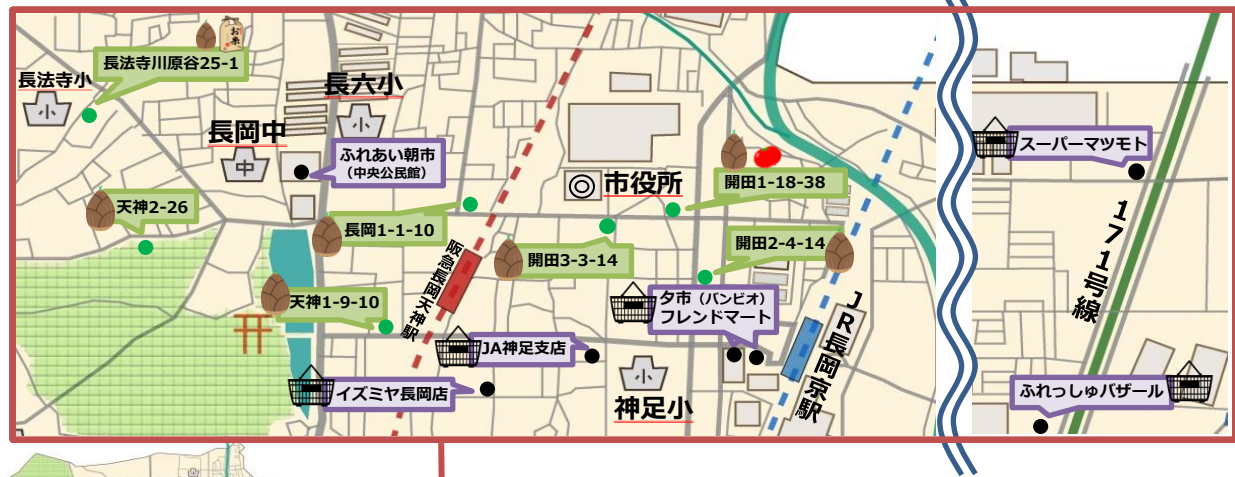 お米
長法寺川原谷25-1
長法寺小
小
長岡中
中
長六小
小
ふれあい朝市
(中央公民館)
天神2-26
長岡1-1-10
市役所
開田1-18-38
開田3-3-14
開田2-4-14
阪急長岡天神駅
天神1-9-10
夕市(バンビオ)
フレンドマート
JR長岡京駅
JA神足支店
小
神足小
イズミヤ長岡店
スーパーマツモト
171号線
ふれっしゅバザール